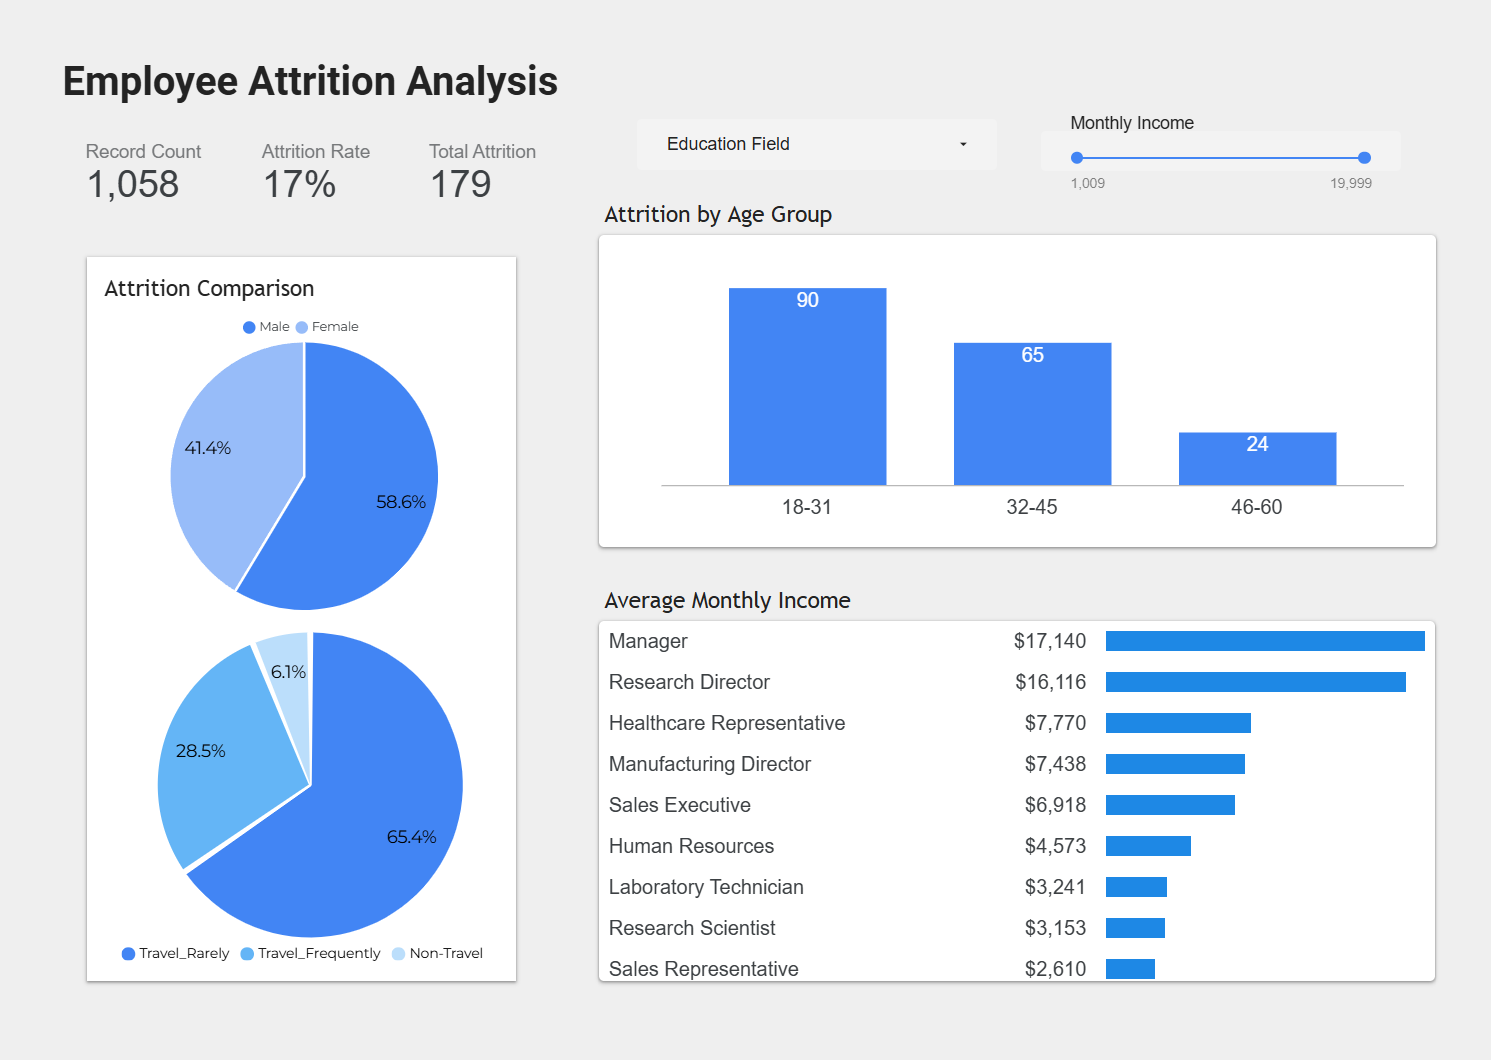 Employee Attrition Analysis
Record Count
1,058
Attrition Rate
17%
Total Attrition
179
Education Field
Monthly Income
1,009
19,999
Attrition Comparison
Male Female
41.4%
58.6%
6.1%
28.5%
65.4%
Travel_Rarely Travel_Frequently Non-Travel
Attrition by Age Group
90
65
24
18-31
32-45
46-60
Average Monthly Income
Manager $17,140
Research Director $16,116
Healthcare Representative $7,770
Manufacturing Director $7,438
Sales Executive $6,918
Human Resources $4,573
Laboratory Technician $3,241
Research Scientist $3,153
Sales Representative $2,610